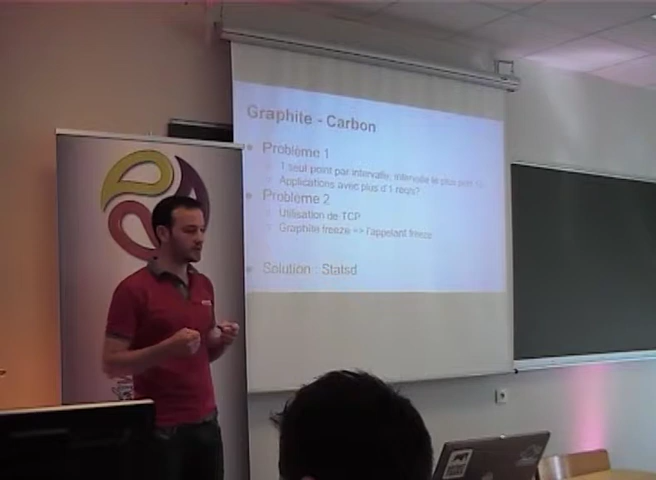 Graphite - Carbon
Problème 1
1 seul point par intervalle, intervalle le plus petit
Applications avec plus d'1 req/s?
Problème 2
Utilisation de TCP
Graphite freeze => l'appelant freeze
Solution : Statsd